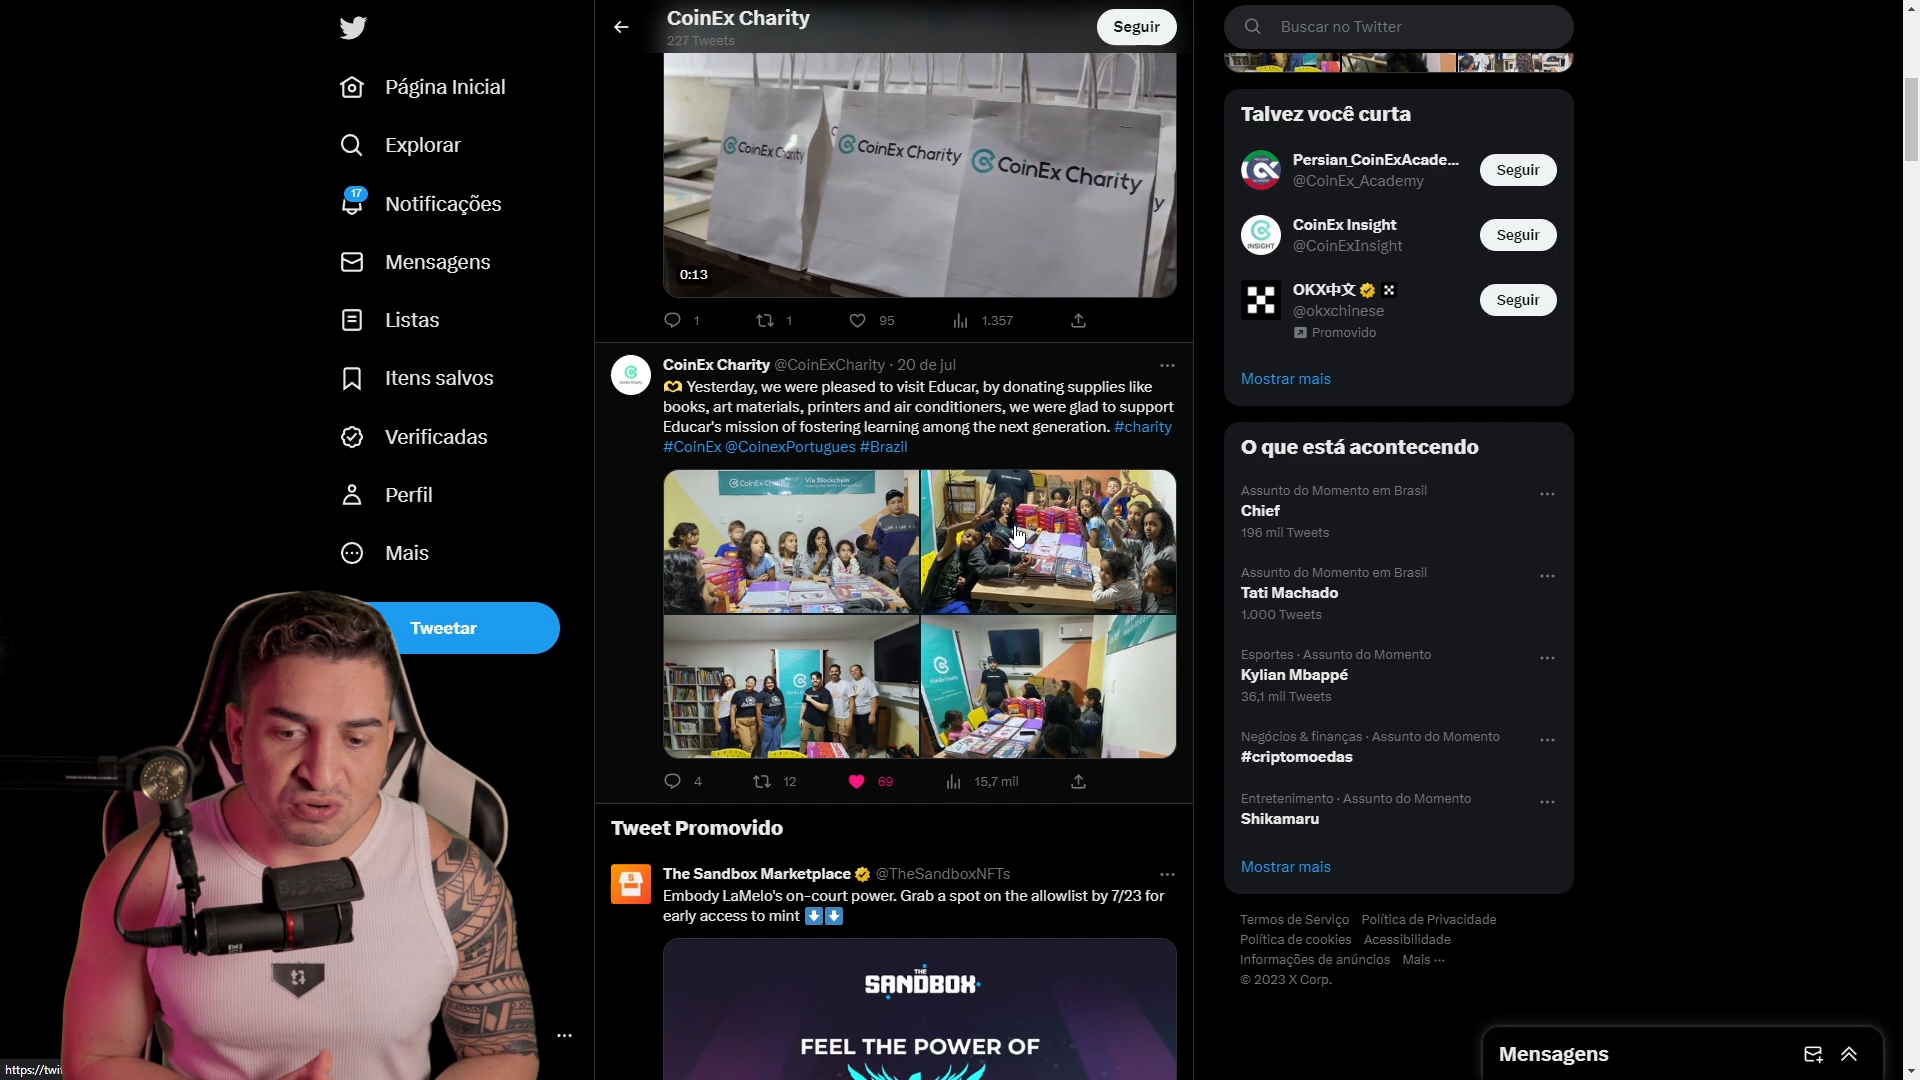 CoinEx Charity
227 Tweets
Seguir
Buscar no Twitter
Página Inicial
Explorar
17
Notificações
Mensagens
Listas
Itens salvos
Verificadas
Perfil
Mais
Tweetar
CoinEx Charity
CoinEx Charity
CoinEx Charity
0:13
1
1
95
1.357
CoinEx Charity @CoinExCharity · 20 de jul
Yesterday, we were pleased to visit Educar, by donating supplies like
books, art materials, printers and air conditioners, we were glad to support
Educar's mission of fostering learning among the next generation. #charity
#CoinEx @CoinexPortugues #Brazil
CoinEx Charity
Via Blockchain
CoinEx Charity
4
12
69
15,7 mil
Tweet Promovido
The Sandbox Marketplace @TheSandboxNFTs
Embody LaMelo's on-court power. Grab a spot on the allowlist by 7/23 for
early access to mint
THE
SANDBOX
FEEL THE POWER OF
Talvez você curta
Persian_CoinExAcade...
@CoinEx_Academy
Seguir
INSIGHT
CoinEx Insight
@CoinExInsight
Seguir
OKX中文
@okxchinese
Promovido
Seguir
Mostrar mais
O que está acontecendo
Assunto do Momento em Brasil
Chief
196 mil Tweets
Assunto do Momento em Brasil
Tati Machado
1.000 Tweets
Esportes · Assunto do Momento
Kylian Mbappé
36,1 mil Tweets
Negócios & finanças · Assunto do Momento
#criptomoedas
Entretenimento · Assunto do Momento
Shikamaru
Mostrar mais
Termos de Serviço Política de Privacidade
Política de cookies Acessibilidade
Informações de anúncios Mais ···
© 2023 X Corp.
Mensagens
https://twi